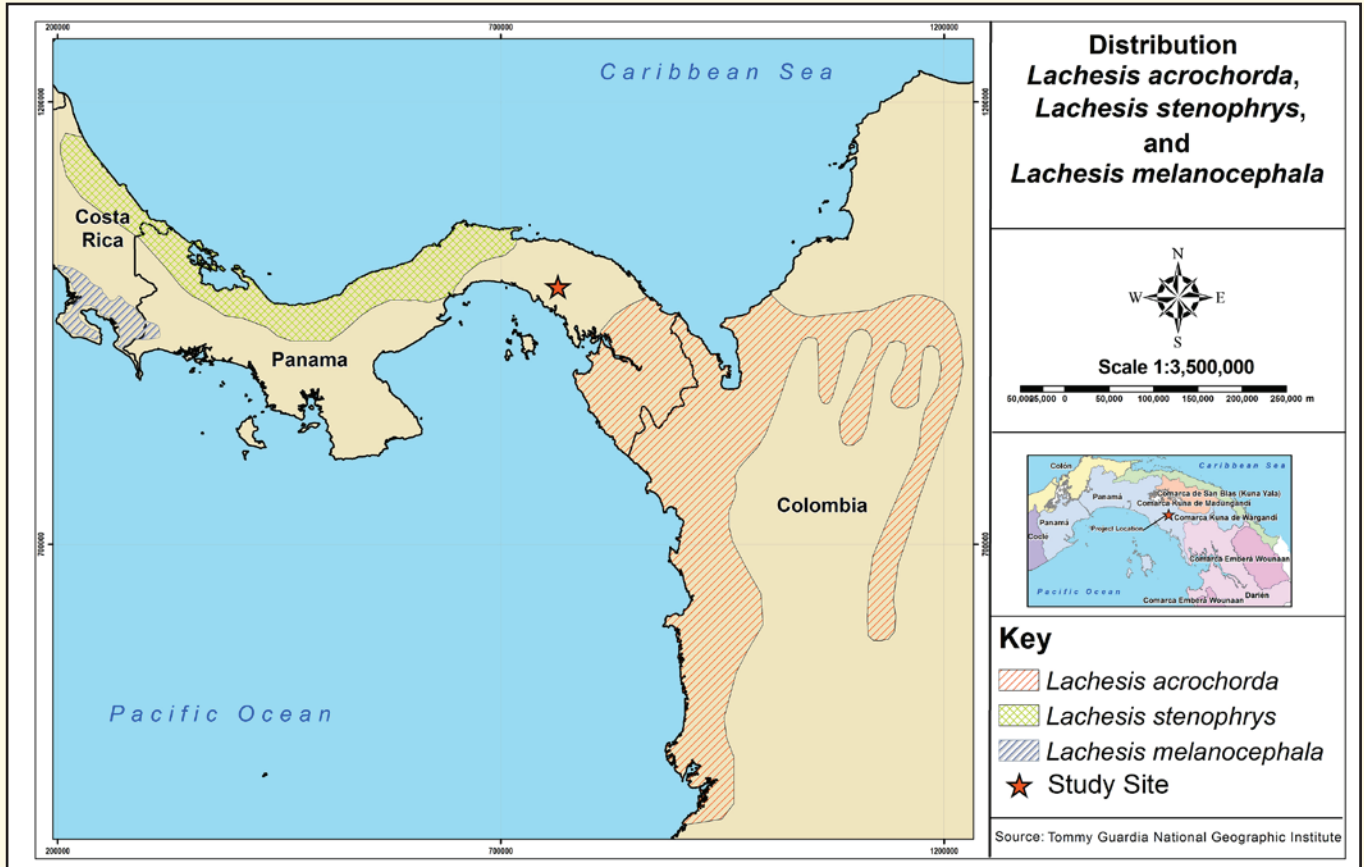 200000
700000
1200000
Caribbean Sea
1200000
1200000
Costa
Rica
Panama
Colombia
700000
700000
Pacific Ocean
200000
700000
1200000
Distribution
Lachesis acrochorda,
Lachesis stenophrys,
and
Lachesis melanocephala
N
W E
S
Scale 1:3,500,000
0 50,000 100,000 150,000 200,000 250,000 m
Colón
Caribbean Sea
Panamá
Comarca de San Blas (Kuna Yala)
Comarca Kuna de Madungandi
Panamá
Project Location
Comarca Kuna de Wargandi
Cocle
Comarca Emberá Wounaan
Pacific Ocean
Comarca Emberá Wounaan
Darién
Key
Lachesis acrochorda
Lachesis stenophrys
Lachesis melanocephala
Study Site
Source: Tommy Guardia National Geographic Institute